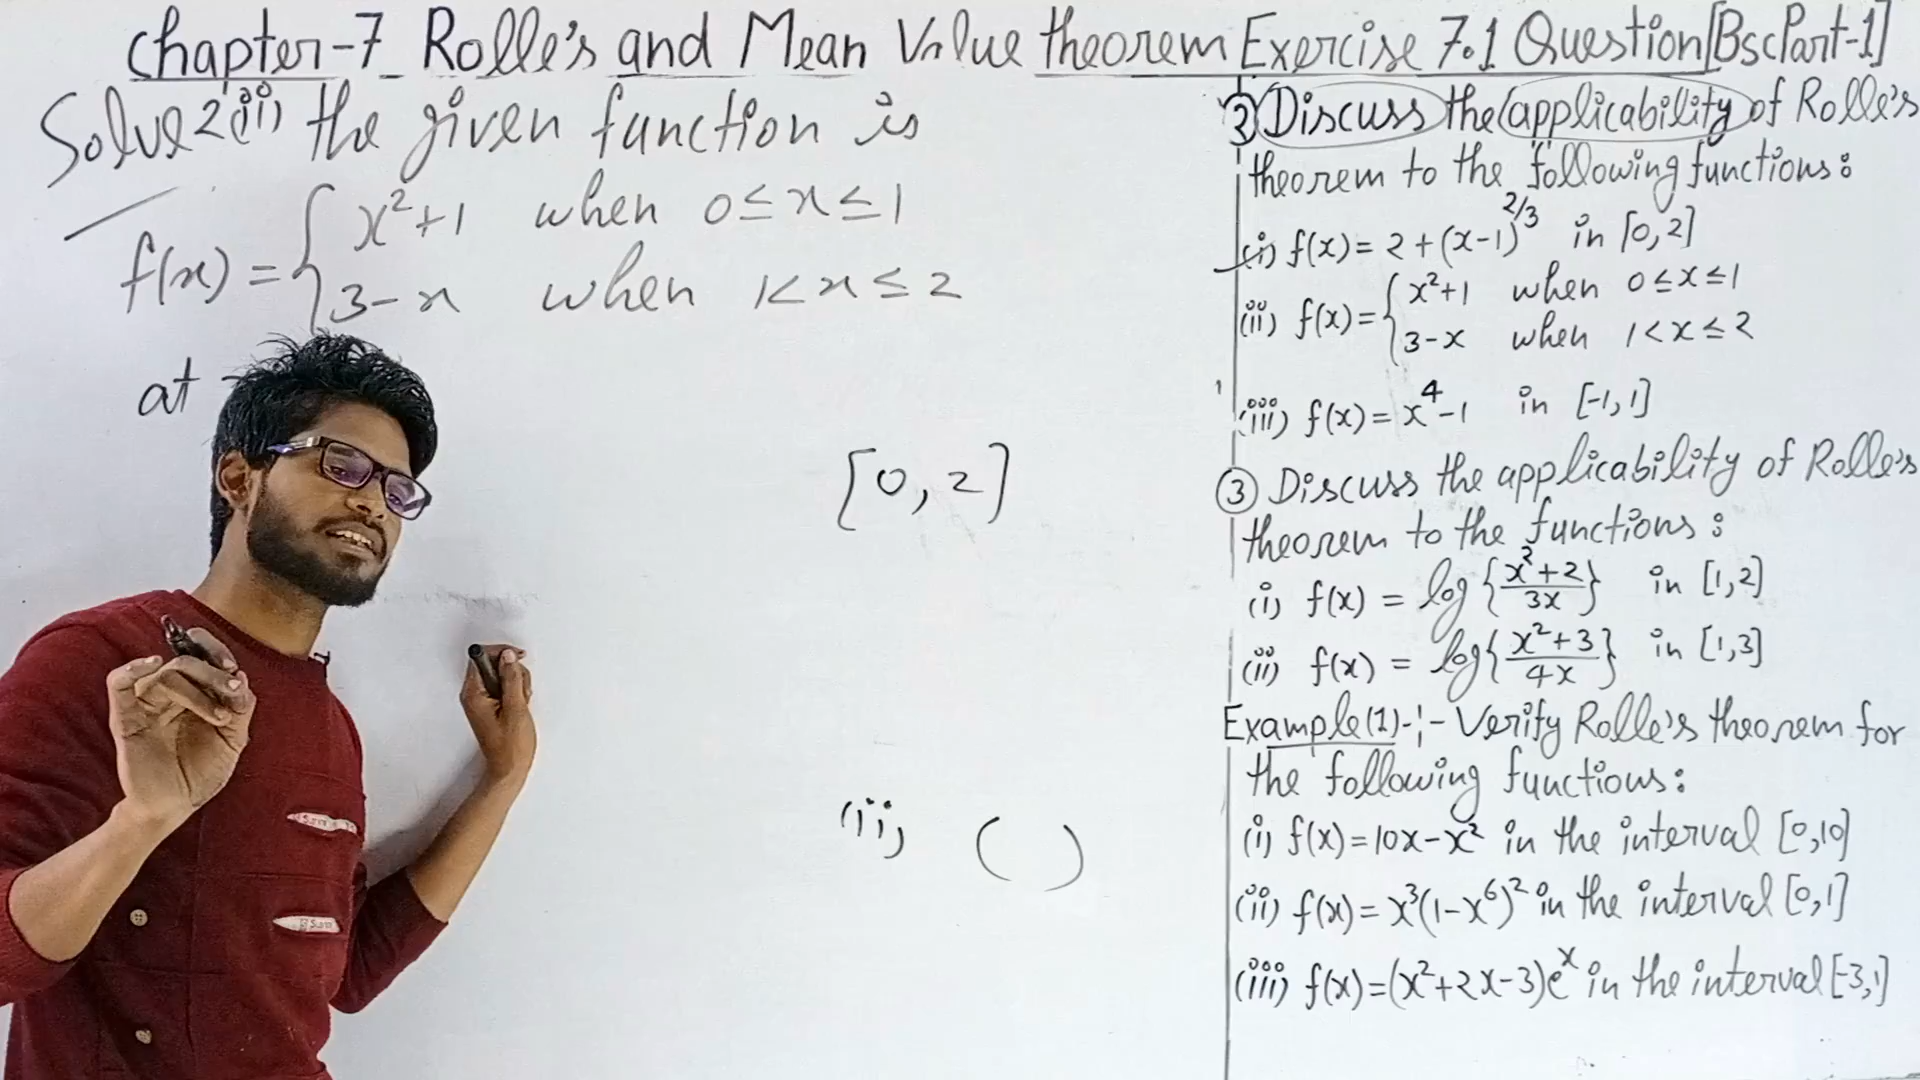 Chapter-7 Rolle's and Mean Value theorem Exercise 7.1 Question [Bsc Part-1]
Solve 2(ii) the given function is
f(x) = { x²+1 when 0≤x≤1
3-x when 1<x≤2
at
[0,2]
(ii) ( )
② Discuss the applicability of Rolle's
theorem to the following functions:
(i) f(x) = 2+(x-1)^2/3 in [0,2]
(ii) f(x) = { x²+1 when 0≤x≤1
3-x when 1<x≤2
(iii) f(x) = x⁴-1 in [-1,1]
③ Discuss the applicability of Rolle's
theorem to the functions:
(i) f(x) = log{x²+2/3x} in [1,2]
(ii) f(x) = log{x²+3/4x} in [1,3]
Example(1)-:- Verify Rolle's theorem for
the following functions:
(i) f(x)=10x-x² in the interval [0,10]
(ii) f(x)=x³(1-x⁶)² in the interval [0,1]
(iii) f(x)=(x²+2x-3)eˣ in the interval [-3,1]